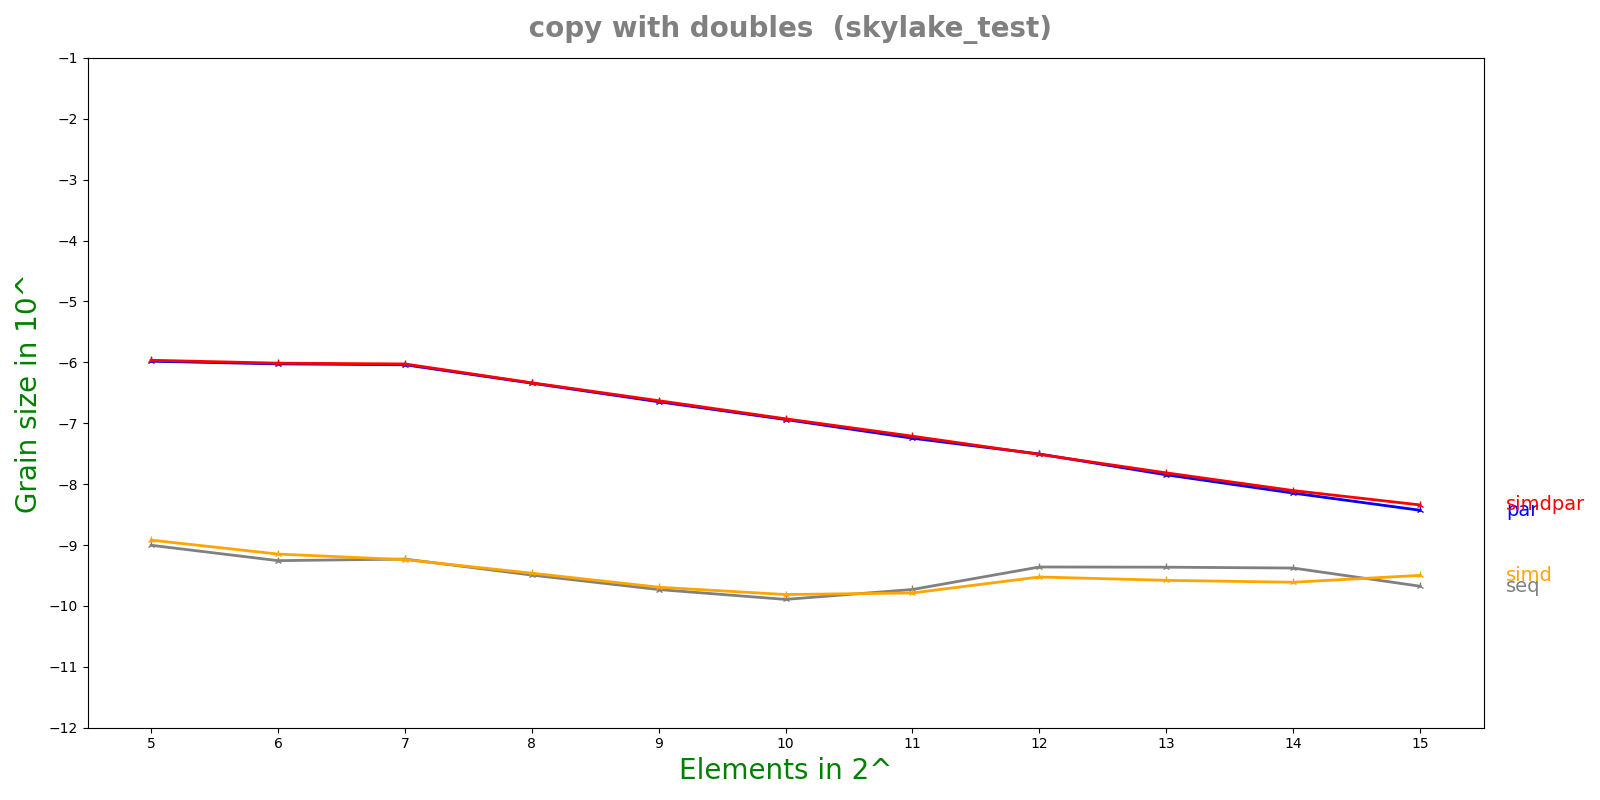 copy with doubles (skylake_test)
−1
−2
−3
−4
−5
−6
−7
−8
−9
−10
−11
−12
Grain size in 10^
simdpar
par
simd
seq
5 6 7 8 9 10 11 12 13 14 15
Elements in 2^